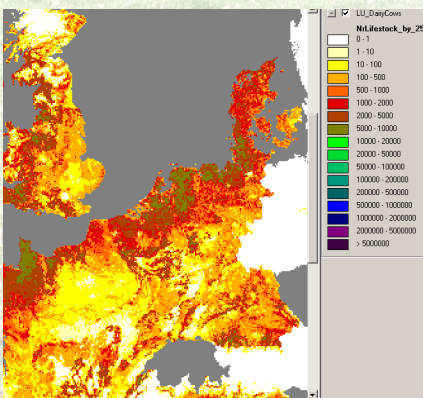 LU_DairyCows
NrLifestock_by_25
0 - 1
1 - 10
10 - 100
100 - 500
500 - 1000
1000 - 2000
2000 - 5000
5000 - 10000
10000 - 20000
20000 - 50000
50000 - 100000
100000 - 200000
200000 - 500000
500000 - 1000000
1000000 - 2000000
2000000 - 5000000
> 5000000